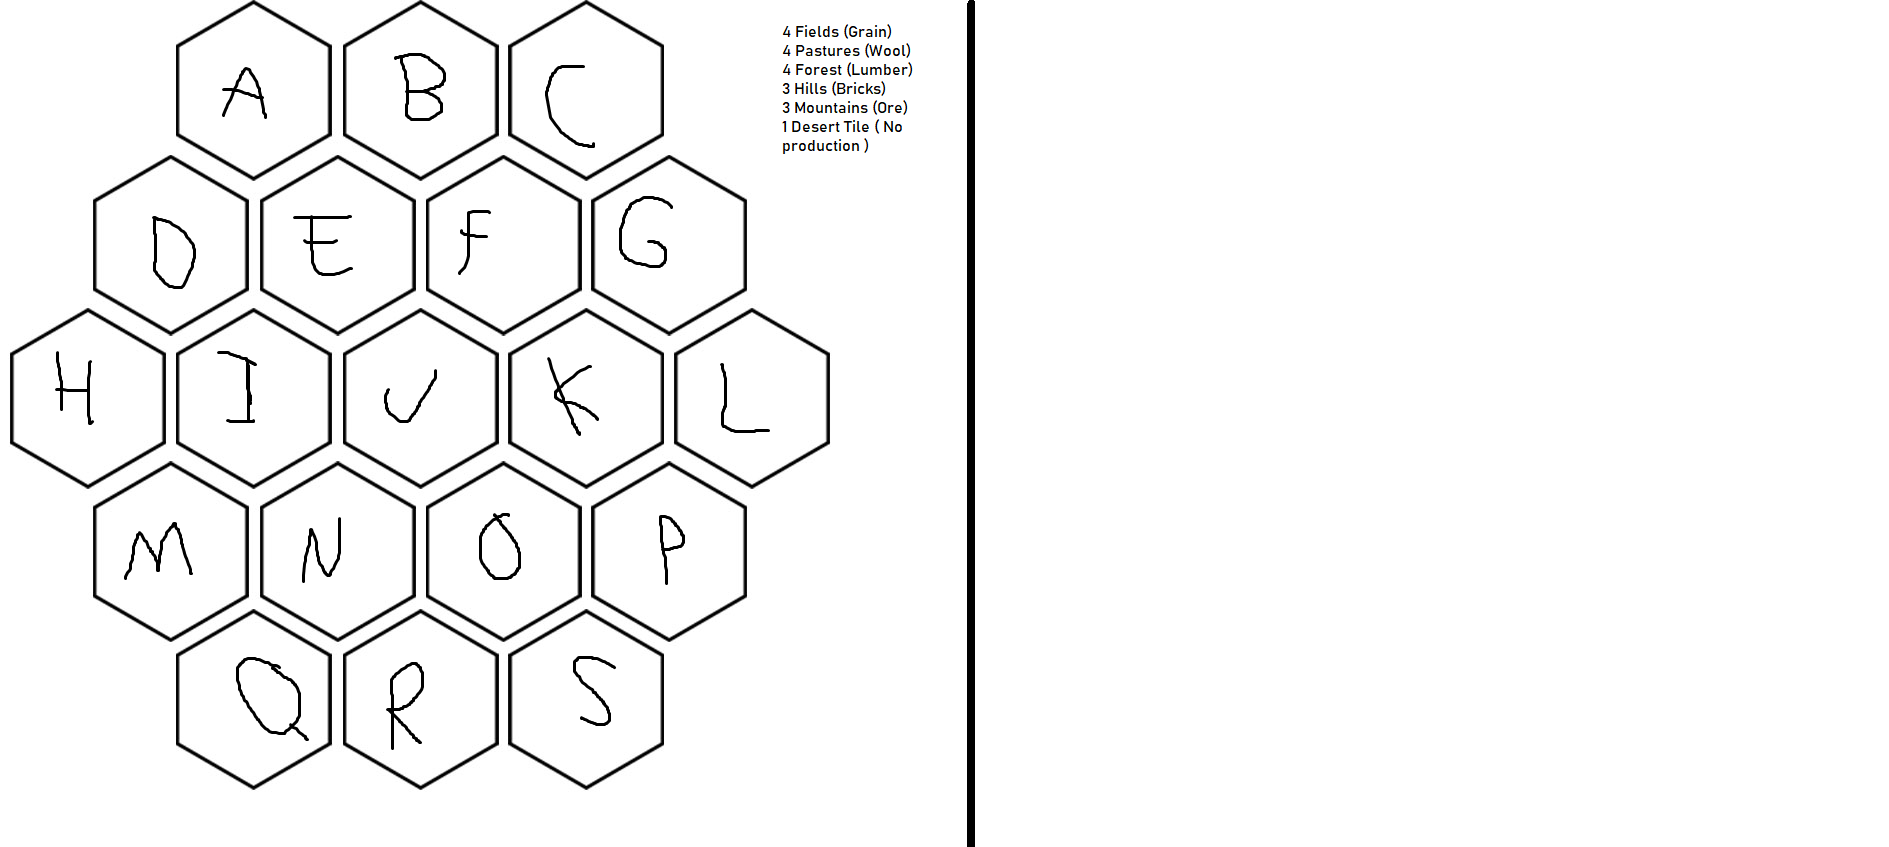 A B C
4 Fields (Grain)
4 Pastures (Wool)
4 Forest (Lumber)
3 Hills (Bricks)
3 Mountains (Ore)
1 Desert Tile ( No
production )
D E F G
H I J K L
M N O P
Q R S